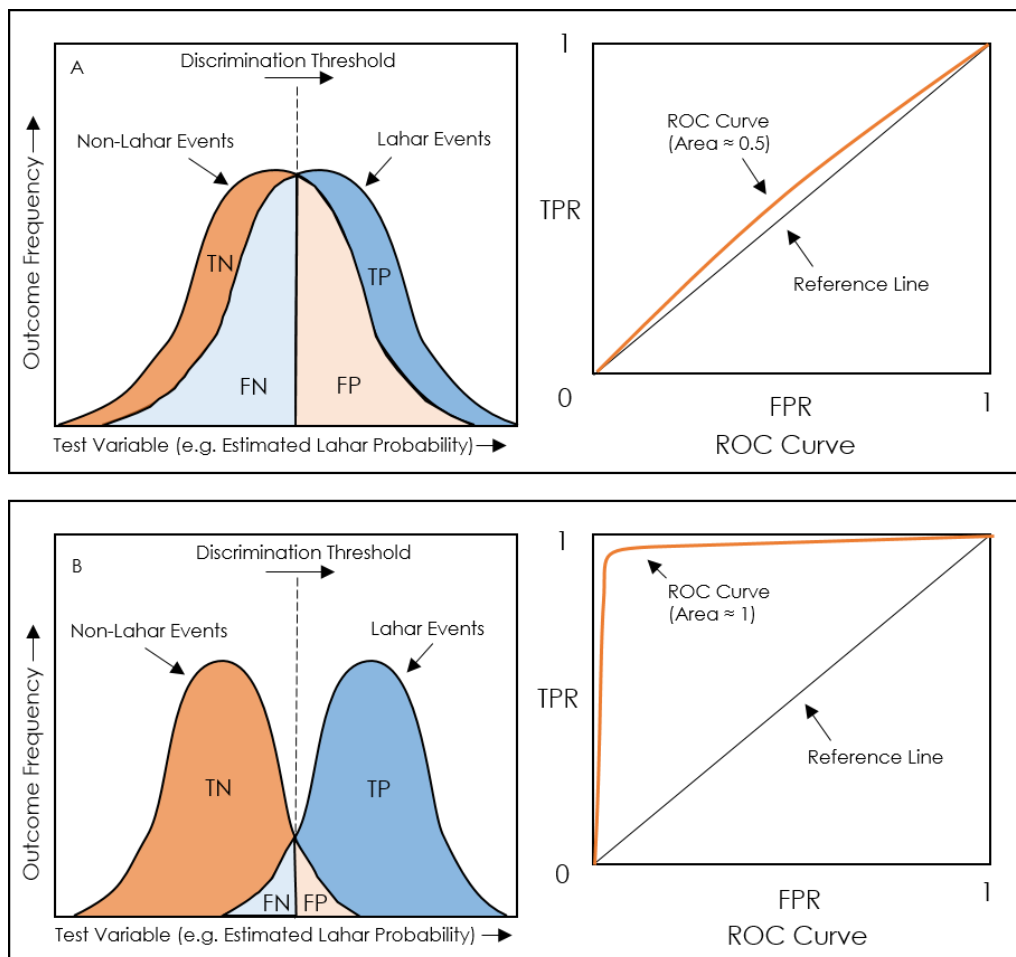 A
Discrimination Threshold
Non-Lahar Events
Lahar Events
Outcome Frequency
TN
TP
FN
FP
Test Variable (e.g. Estimated Lahar Probability)
1
ROC Curve
(Area ≈ 0.5)
TPR
Reference Line
0
FPR
1
ROC Curve
B
Discrimination Threshold
Non-Lahar Events
Lahar Events
Outcome Frequency
TN
TP
FN
FP
Test Variable (e.g. Estimated Lahar Probability)
1
ROC Curve
(Area ≈ 1)
TPR
Reference Line
0
FPR
1
ROC Curve